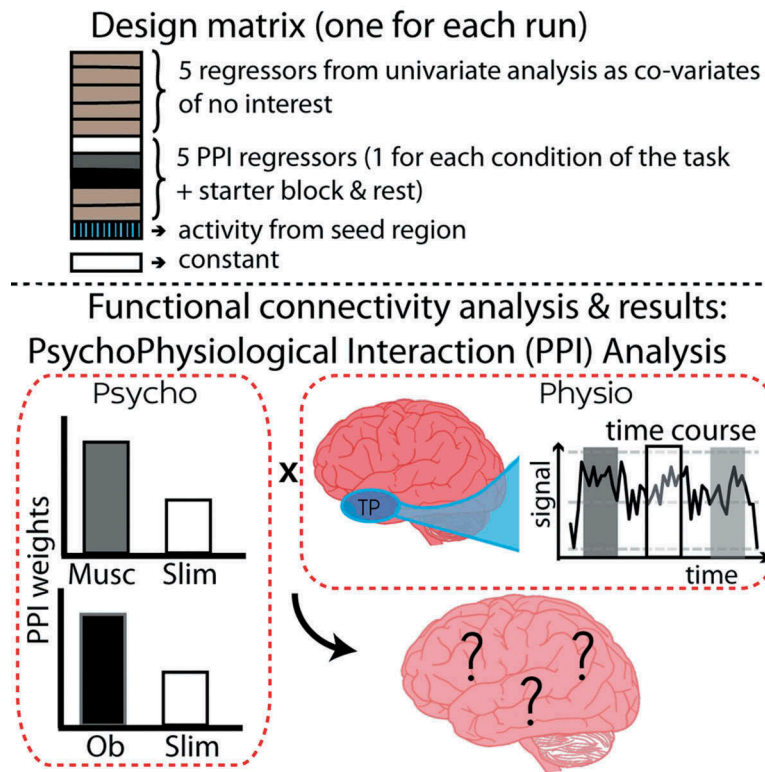 Design matrix (one for each run)
5 regressors from univariate analysis as co-variates
of no interest
5 PPI regressors (1 for each condition of the task
+ starter block & rest)
activity from seed region
constant
Functional connectivity analysis & results:
PsychoPhysiological Interaction (PPI) Analysis
Psycho
Physio
PPI weights
Musc Slim
Ob Slim
x
TP
time course
signal
time
? ? ?